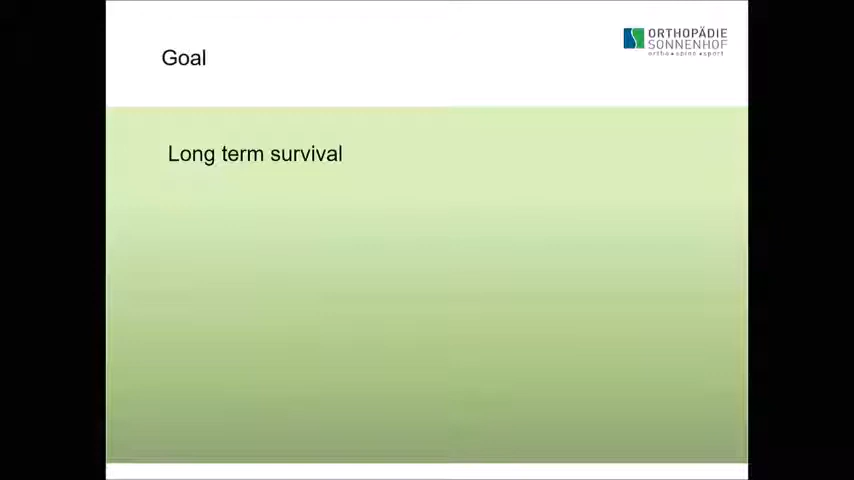 Goal
ORTHOPÄDIE
SONNENHOF
ortho • spine • sport
Long term survival